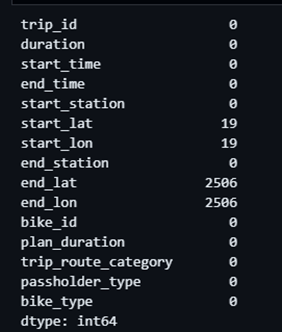 trip_id 0
duration 0
start_time 0
end_time 0
start_station 0
start_lat 19
start_lon 19
end_station 0
end_lat 2506
end_lon 2506
bike_id 0
plan_duration 0
trip_route_category 0
passholder_type 0
bike_type 0
dtype: int64